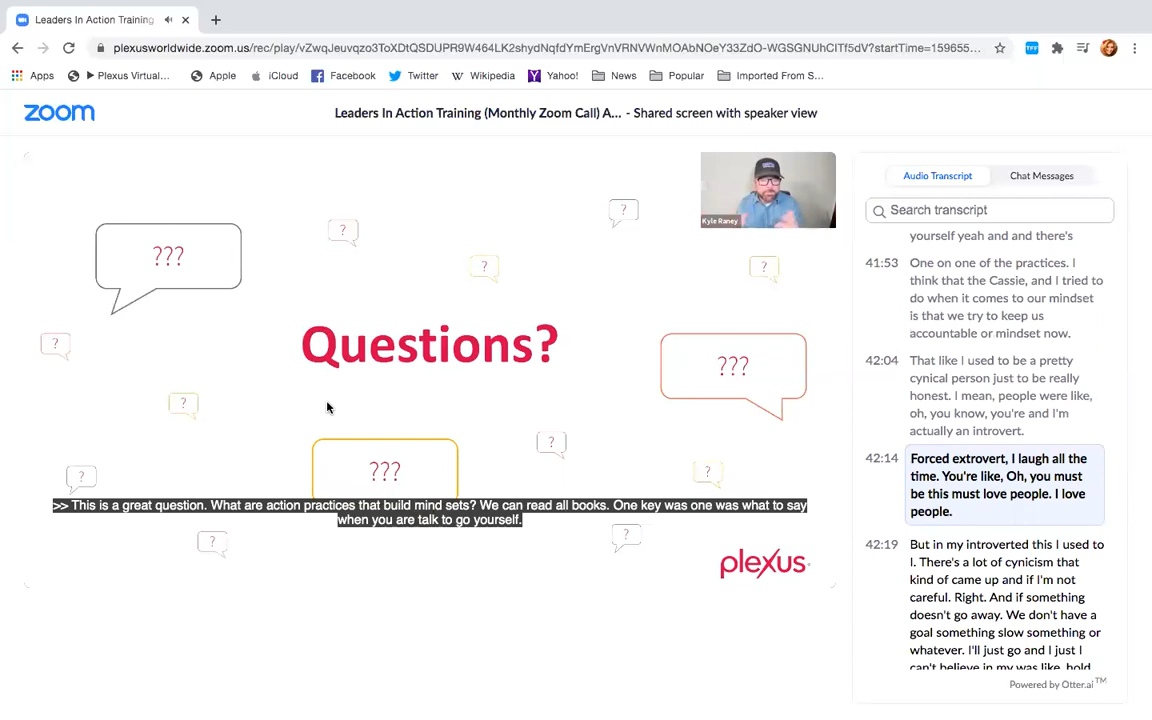 Leaders In Action Training
plexusworldwide.zoom.us/rec/play/vZwqJeuvqzo3ToXDtQSDUPR9W464LK2shydNqfdYmErgVnVRNVWnMOAbNOeY33ZdO-WGSGNUhCITf5dV?startTime=159655...
TFF
Apps
▶ Plexus Virtual...
Apple
iCloud
Facebook
Twitter
Wikipedia
Yahoo!
News
Popular
Imported From S...
zoom
Leaders In Action Training (Monthly Zoom Call) A... - Shared screen with speaker view
???
?
?
?
?
Kyle Raney
?
Questions?
???
?
???
?
?
?
>> This is a great question. What are action practices that build mind sets? We can read all books. One key was one was what to say
when you are talk to go yourself.
?
?
plexus
Audio Transcript
Chat Messages
Search transcript
yourself yeah and and there's
41:53 One on one of the practices. I
think that the Cassie, and I tried to
do when it comes to our mindset
is that we try to keep us
accountable or mindset now.
42:04 That like I used to be a pretty
cynical person just to be really
honest. I mean, people were like,
oh, you know, you're and I'm
actually an introvert.
42:14 Forced extrovert, I laugh all the
time. You're like, Oh, you must
be this must love people. I love
people.
42:19 But in my introverted this I used to
I. There's a lot of cynicism that
kind of came up and if I'm not
careful. Right. And if something
doesn't go away. We don't have a
goal something slow something or
whatever. I'll just go and I just I
can't believe in my was like, hold
Powered by Otter.ai TM